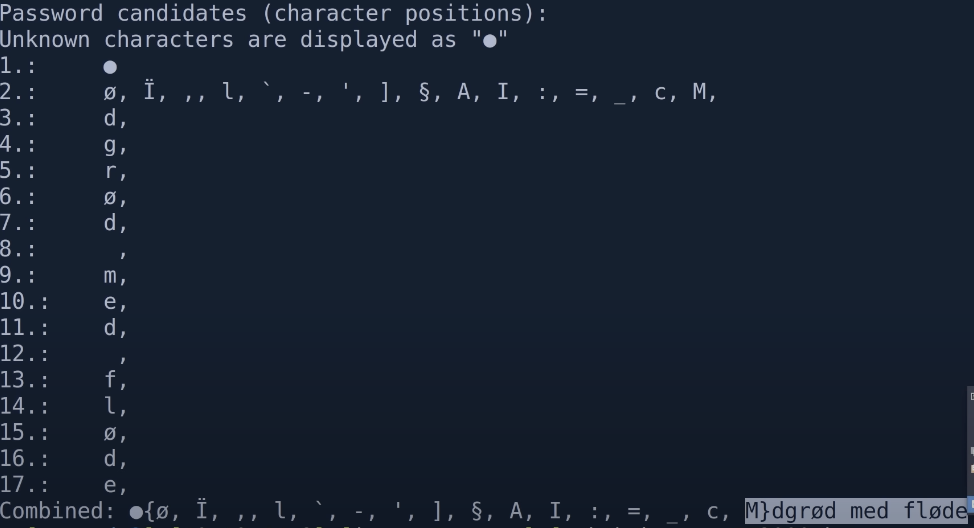 Password candidates (character positions):
Unknown characters are displayed as "●"
1.: ●
2.: ø, Ï, ,, l, `, -, ', ], §, A, I, :, =, _, c, M,
3.: d,
4.: g,
5.: r,
6.: ø,
7.: d,
8.:  ,
9.: m,
10.: e,
11.: d,
12.:  ,
13.: f,
14.: l,
15.: ø,
16.: d,
17.: e,
Combined: ●{ø, Ï, ,, l, `, -, ', ], §, A, I, :, =, _, c, M}dgrød med fløde